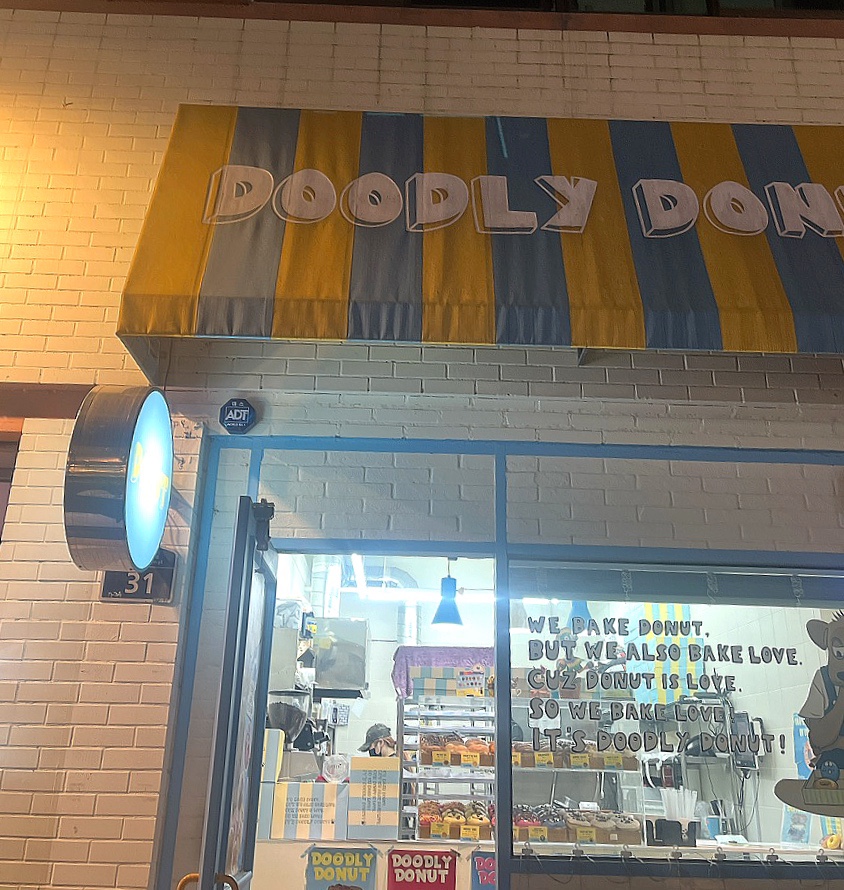 DOODLY DON
ADT
31
WE BAKE DONUT,
BUT WE ALSO BAKE LOVE.
CUZ DONUT IS LOVE.
SO WE BAKE LOVE!
IT'S DOODLY DONUT!
DOODLY
DONUT
DOODLY
DONUT